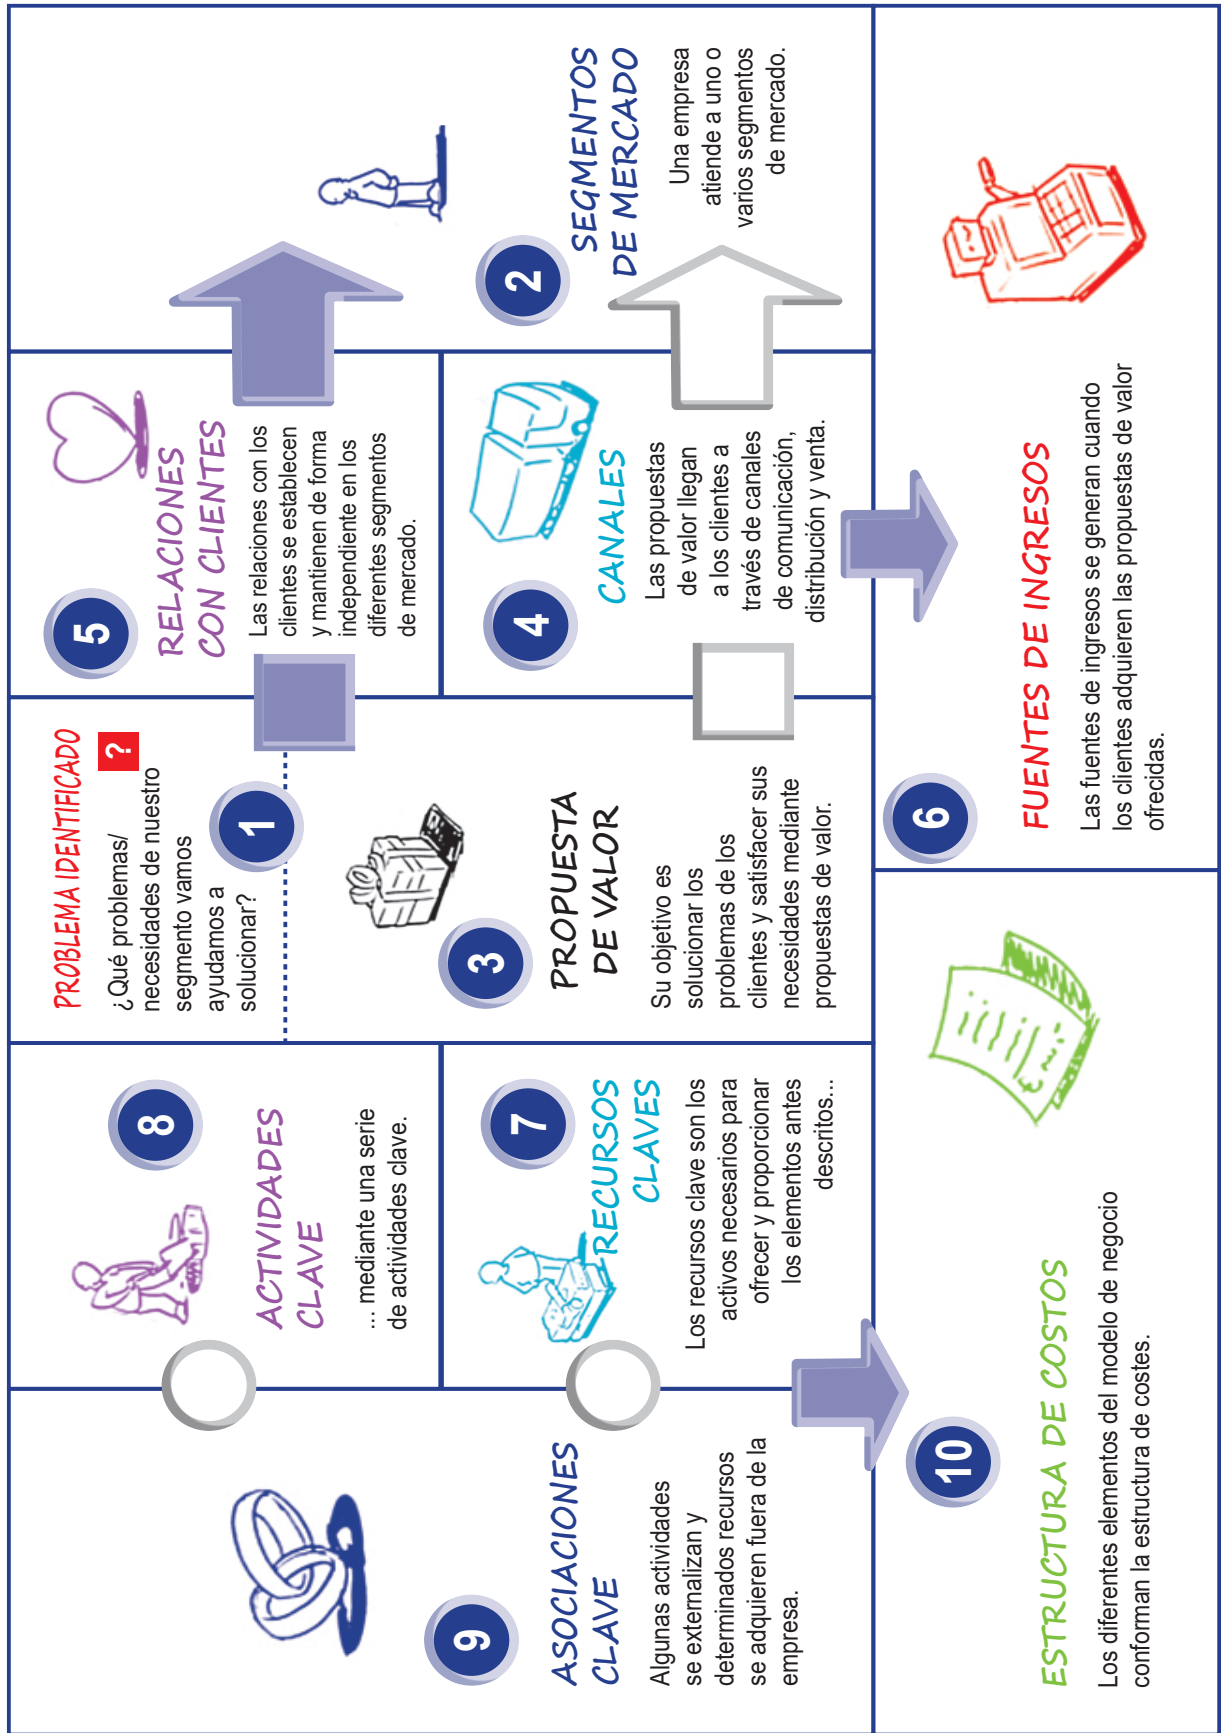 9
ASOCIACIONES
CLAVE
Algunas actividades
se externalizan y
determinados recursos
se adquieren fuera de la
empresa.
8
ACTIVIDADES
CLAVE
... mediante una serie
de actividades clave.
7
RECURSOS
CLAVES
Los recursos clave son los
activos necesarios para
ofrecer y proporcionar
los elementos antes
descritos...
PROBLEMA IDENTIFICADO
?
¿Qué problemas/
necesidades de nuestro
segmento vamos
ayudamos a
solucionar?
1
3
PROPUESTA
DE VALOR
Su objetivo es
solucionar los
problemas de los
clientes y satisfacer sus
necesidades mediante
propuestas de valor.
5
RELACIONES
CON CLIENTES
Las relaciones con los
clientes se establecen
y mantienen de forma
independiente en los
diferentes segmentos
de mercado.
4
CANALES
Las propuestas
de valor llegan
a los clientes a
través de canales
de comunicación,
distribución y venta.
2
SEGMENTOS
DE MERCADO
Una empresa
atiende a uno o
varios segmentos
de mercado.
10
ESTRUCTURA DE COSTOS
Los diferentes elementos del modelo de negocio
conforman la estructura de costes.
6
FUENTES DE INGRESOS
Las fuentes de ingresos se generan cuando
los clientes adquieren las propuestas de valor
ofrecidas.